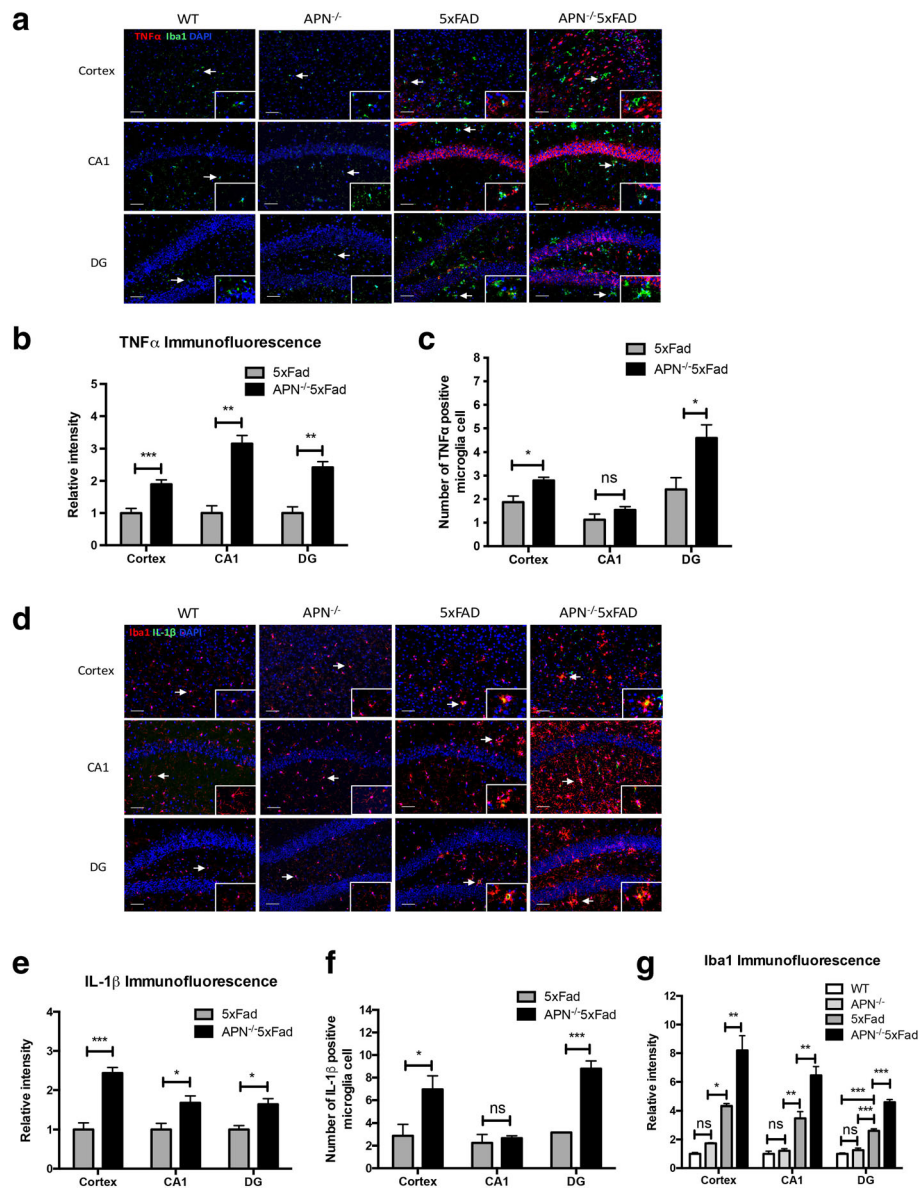 a
WT APN-/- 5xFAD APN-/-5xFAD
TNFα Iba1 DAPI
Cortex
CA1
DG
b
TNFα Immunofluorescence
5xFad
APN-/-5xFad
Relative intensity
5
4
3
2
1
0
***
**
**
Cortex CA1 DG
c
5xFad
APN-/-5xFad
Number of TNFα positive
microglia cell
8
7
6
5
4
3
2
1
0
*
ns
*
Cortex CA1 DG
d
WT APN-/- 5xFAD APN-/-5xFAD
Iba1 IL-1β DAPI
Cortex
CA1
DG
e
IL-1β Immunofluorescence
5xFad
APN-/-5xFad
Relative intensity
4
3
2
1
0
***
*
*
Cortex CA1 DG
f
5xFad
APN-/-5xFad
Number of IL-1β positive
microglia cell
14
12
10
8
6
4
2
0
*
ns
***
Cortex CA1 DG
g
Iba1 Immunofluorescence
WT
APN-/-
5xFad
APN-/-5xFad
Relative intensity
12
10
8
6
4
2
0
ns
*
**
ns
**
**
ns
***
***
***
Cortex CA1 DG